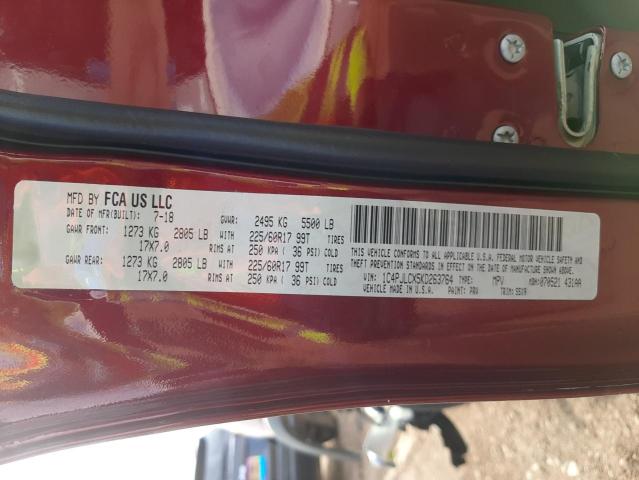 MFD BY FCA US LLC
DATE OF MFR(BUILT): 7-18 GVWR: 2495 KG 5500 LB
GAWR FRONT: 1273 KG 2805 LB WITH 225/60R17 99T TIRES
17X7.0 RIMS AT 250 KPA ( 36 PSI) COLD
GAWR REAR: 1273 KG 2805 LB WITH 225/60R17 99T TIRES
17X7.0 RIMS AT 250 KPA ( 36 PSI) COLD
THIS VEHICLE CONFORMS TO ALL APPLICABLE U.S.A. FEDERAL MOTOR VEHICLE SAFETY AND
THEFT PREVENTION STANDARDS IN EFFECT ON THE DATE OF MANUFACTURE SHOWN ABOVE.
VIN: 1C4PJLCX5KD263764 TYPE: MPV MDH: 070521 431AA
VEHICLE MADE IN U.S.A. PAINT: PRV TRIM: S5X9